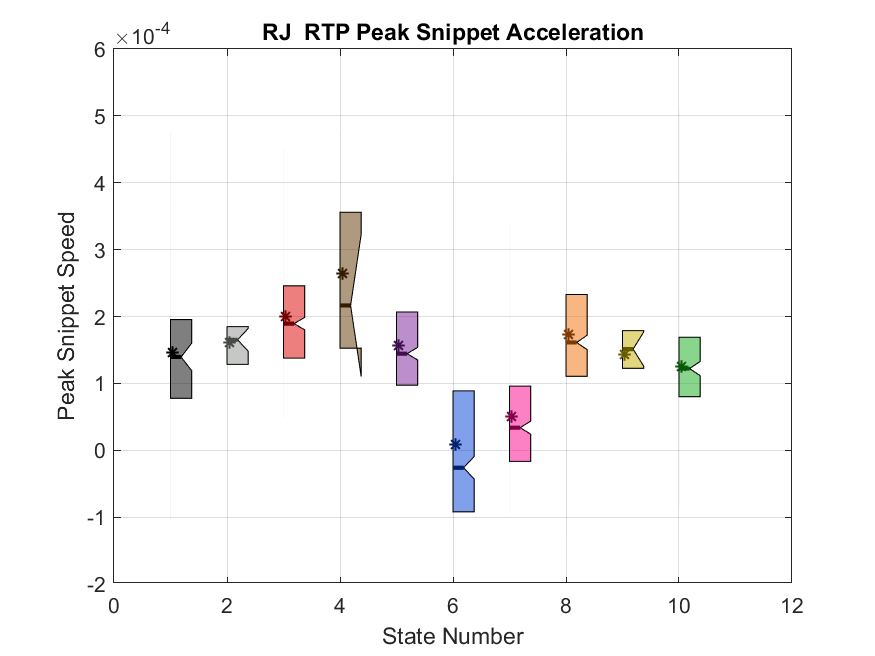 RJ  RTP Peak Snippet Acceleration
×10⁻⁴
6
5
4
3
2
1
0
-1
-2
Peak Snippet Speed
0 2 4 6 8 10 12
State Number